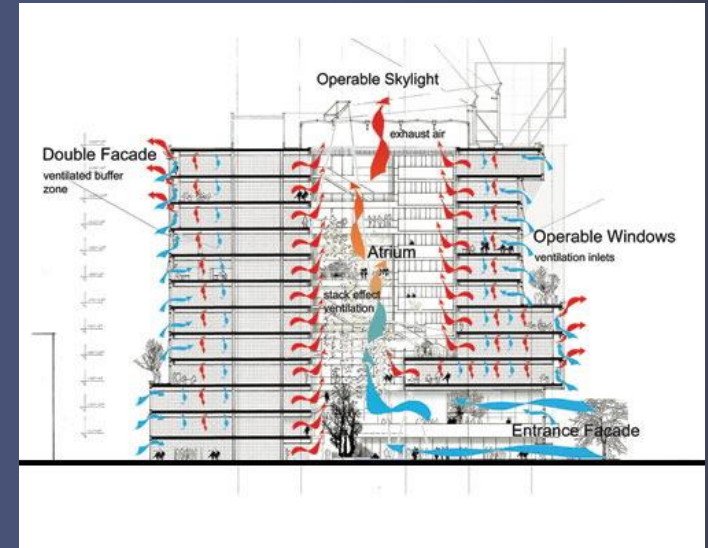 Operable Skylight
exhaust air
Double Facade
ventilated buffer
zone
Atrium
Operable Windows
ventilation inlets
stack effect
ventilation
Entrance Facade